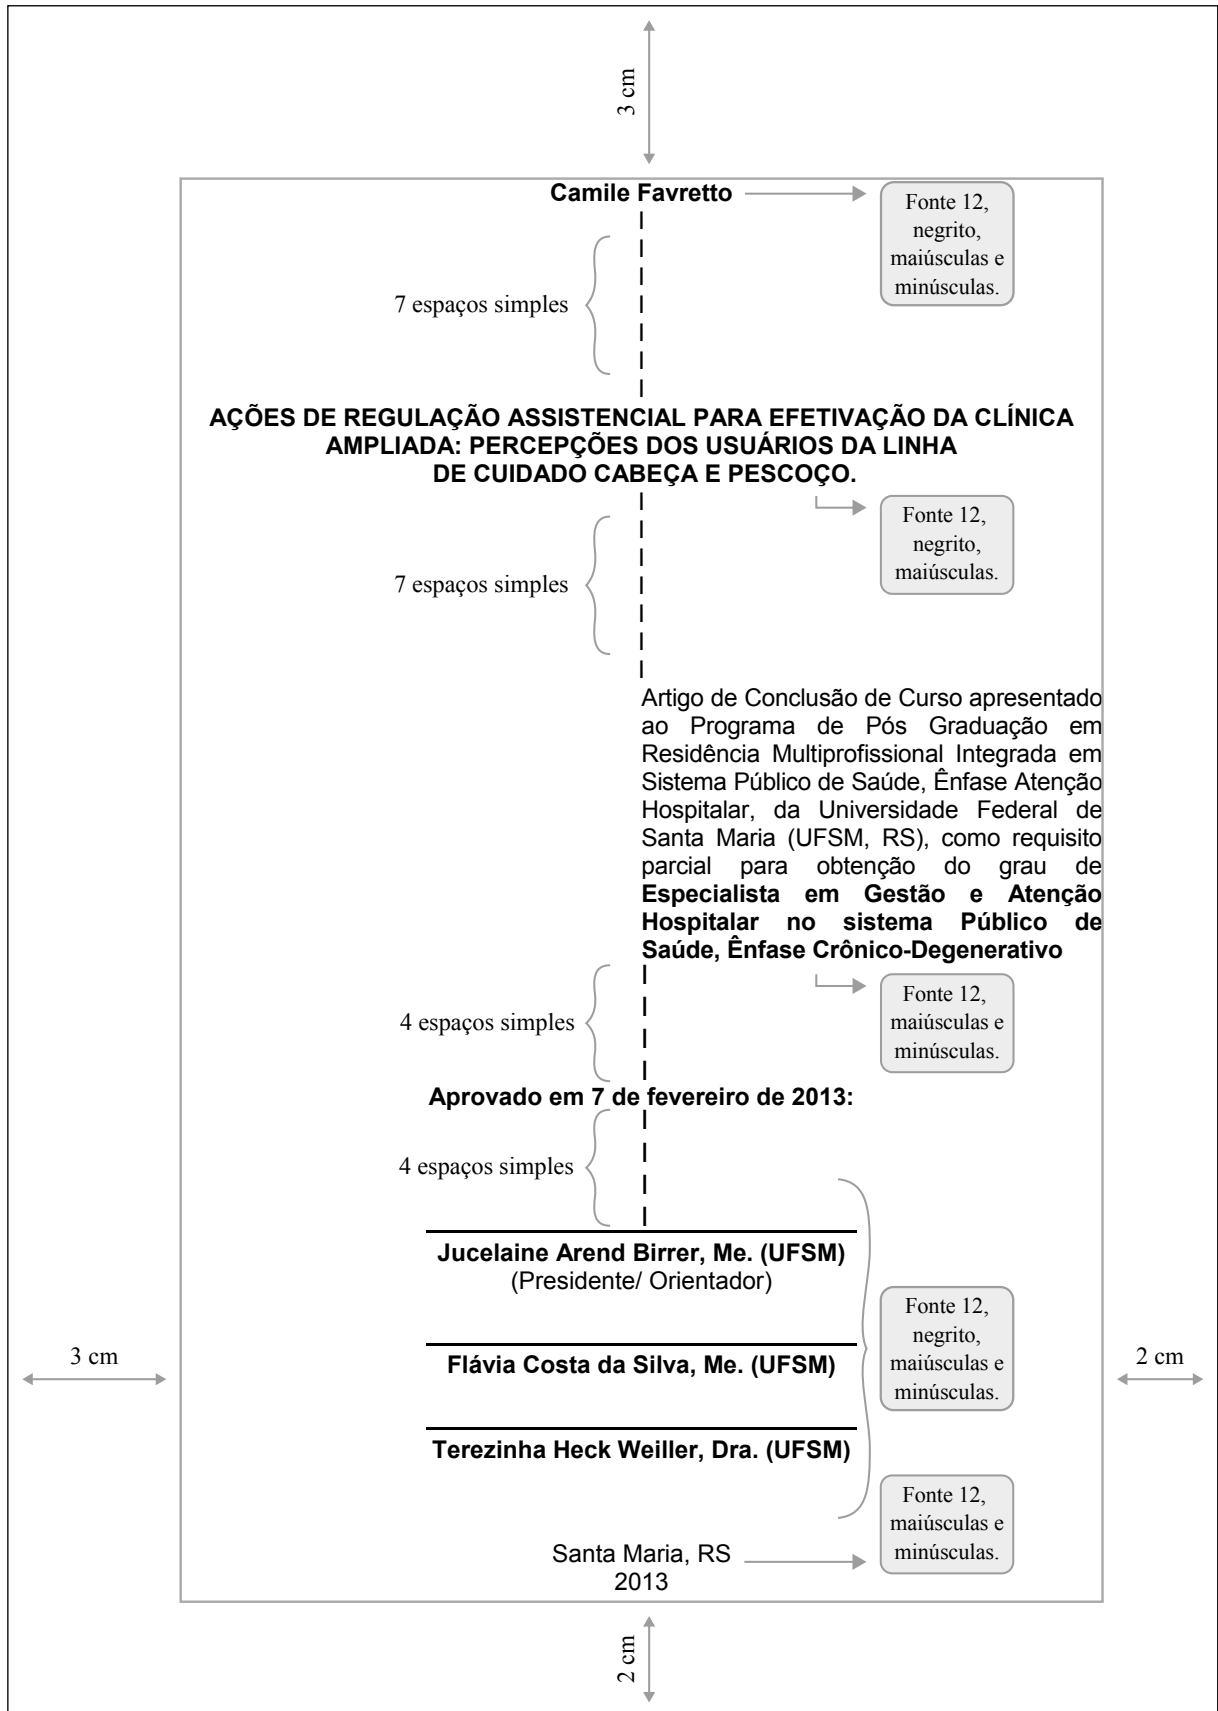 3 cm
Camile Favretto
Fonte 12,
negrito,
maiúsculas e
minúsculas.
7 espaços simples
AÇÕES DE REGULAÇÃO ASSISTENCIAL PARA EFETIVAÇÃO DA CLÍNICA
AMPLIADA: PERCEPÇÕES DOS USUÁRIOS DA LINHA
DE CUIDADO CABEÇA E PESCOÇO.
Fonte 12,
negrito,
maiúsculas.
7 espaços simples
Artigo de Conclusão de Curso apresentado
ao Programa de Pós Graduação em
Residência Multiprofissional Integrada em
Sistema Público de Saúde, Ênfase Atenção
Hospitalar, da Universidade Federal de
Santa Maria (UFSM, RS), como requisito
parcial para obtenção do grau de
Especialista em Gestão e Atenção
Hospitalar no sistema Público de
Saúde, Ênfase Crônico-Degenerativo
Fonte 12,
maiúsculas e
minúsculas.
4 espaços simples
Aprovado em 7 de fevereiro de 2013:
4 espaços simples
Jucelaine Arend Birrer, Me. (UFSM)
(Presidente/ Orientador)
Fonte 12,
negrito,
maiúsculas e
minúsculas.
3 cm
Flávia Costa da Silva, Me. (UFSM)
2 cm
Terezinha Heck Weiller, Dra. (UFSM)
Fonte 12,
maiúsculas e
minúsculas.
Santa Maria, RS
2013
2 cm